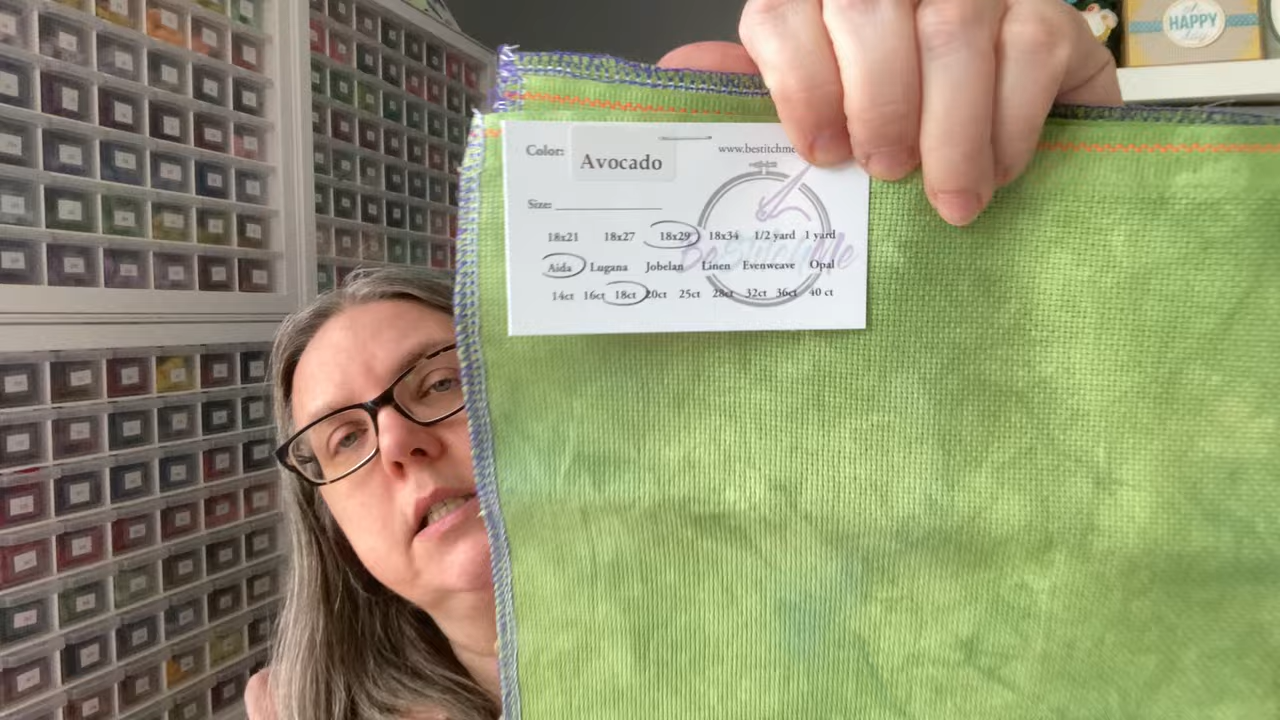 HAPPY
Color: Avocado www.bestitchme
Size:
18x21 18x27 18x29 18x34 1/2 yard 1 yard
BeStitchMe
Aida Lugana Jobelan Linen Evenweave Opal
14ct 16ct 18ct 20ct 25ct 28ct 32ct 36ct 40 ct